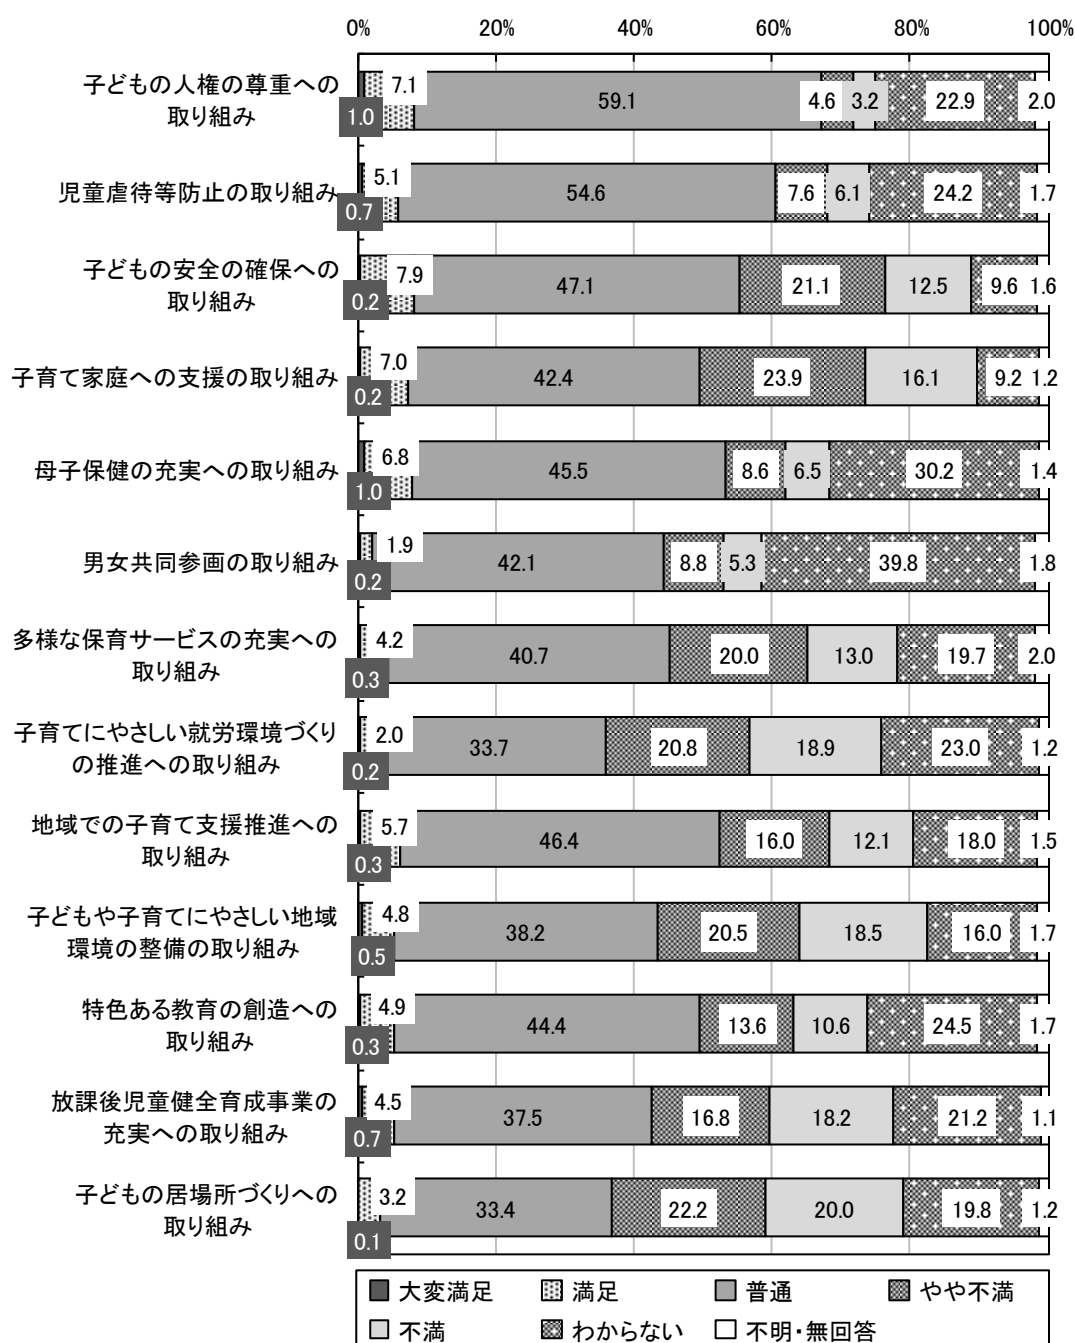 0% 20% 40% 60% 80% 100%
子どもの人権の尊重への
取り組み
1.0 7.1 59.1 4.6 3.2 22.9 2.0
児童虐待等防止の取り組み
0.7 5.1 54.6 7.6 6.1 24.2 1.7
子どもの安全の確保への
取り組み
0.2 7.9 47.1 21.1 12.5 9.6 1.6
子育て家庭への支援の取り組み
0.2 7.0 42.4 23.9 16.1 9.2 1.2
母子保健の充実への取り組み
1.0 6.8 45.5 8.6 6.5 30.2 1.4
男女共同参画の取り組み
0.2 1.9 42.1 8.8 5.3 39.8 1.8
多様な保育サービスの充実への
取り組み
0.3 4.2 40.7 20.0 13.0 19.7 2.0
子育てにやさしい就労環境づくり
の推進への取り組み
0.2 2.0 33.7 20.8 18.9 23.0 1.2
地域での子育て支援推進への
取り組み
0.3 5.7 46.4 16.0 12.1 18.0 1.5
子どもや子育てにやさしい地域
環境の整備の取り組み
0.5 4.8 38.2 20.5 18.5 16.0 1.7
特色ある教育の創造への
取り組み
0.3 4.9 44.4 13.6 10.6 24.5 1.7
放課後児童健全育成事業の
充実への取り組み
0.7 4.5 37.5 16.8 18.2 21.2 1.1
子どもの居場所づくりへの
取り組み
0.1 3.2 33.4 22.2 20.0 19.8 1.2
大変満足 満足 普通 やや不満
不満 わからない 不明・無回答